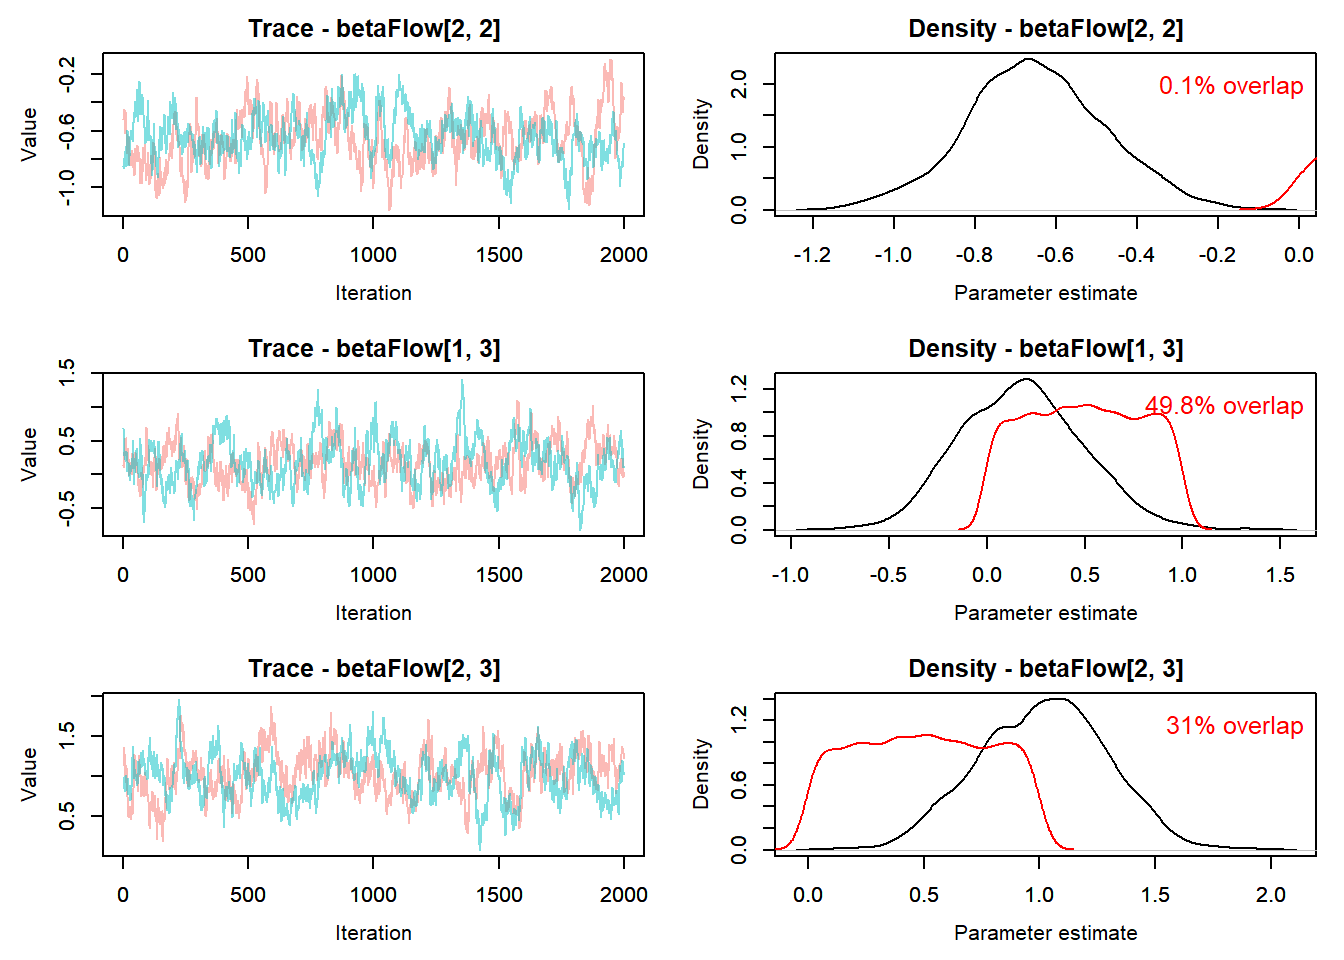 Trace - betaFlow[2, 2]
Value
-0.2
-0.6
-1.0
0 500 1000 1500 2000
Iteration
Density - betaFlow[2, 2]
0.1% overlap
Density
2.0
1.0
0.0
-1.2 -1.0 -0.8 -0.6 -0.4 -0.2 0.0
Parameter estimate
Trace - betaFlow[1, 3]
Value
1.5
0.5
-0.5
0 500 1000 1500 2000
Iteration
Density - betaFlow[1, 3]
49.8% overlap
Density
1.2
0.8
0.4
0.0
-1.0 -0.5 0.0 0.5 1.0 1.5
Parameter estimate
Trace - betaFlow[2, 3]
Value
1.5
0.5
0 500 1000 1500 2000
Iteration
Density - betaFlow[2, 3]
31% overlap
Density
1.2
0.6
0.0
0.0 0.5 1.0 1.5 2.0
Parameter estimate